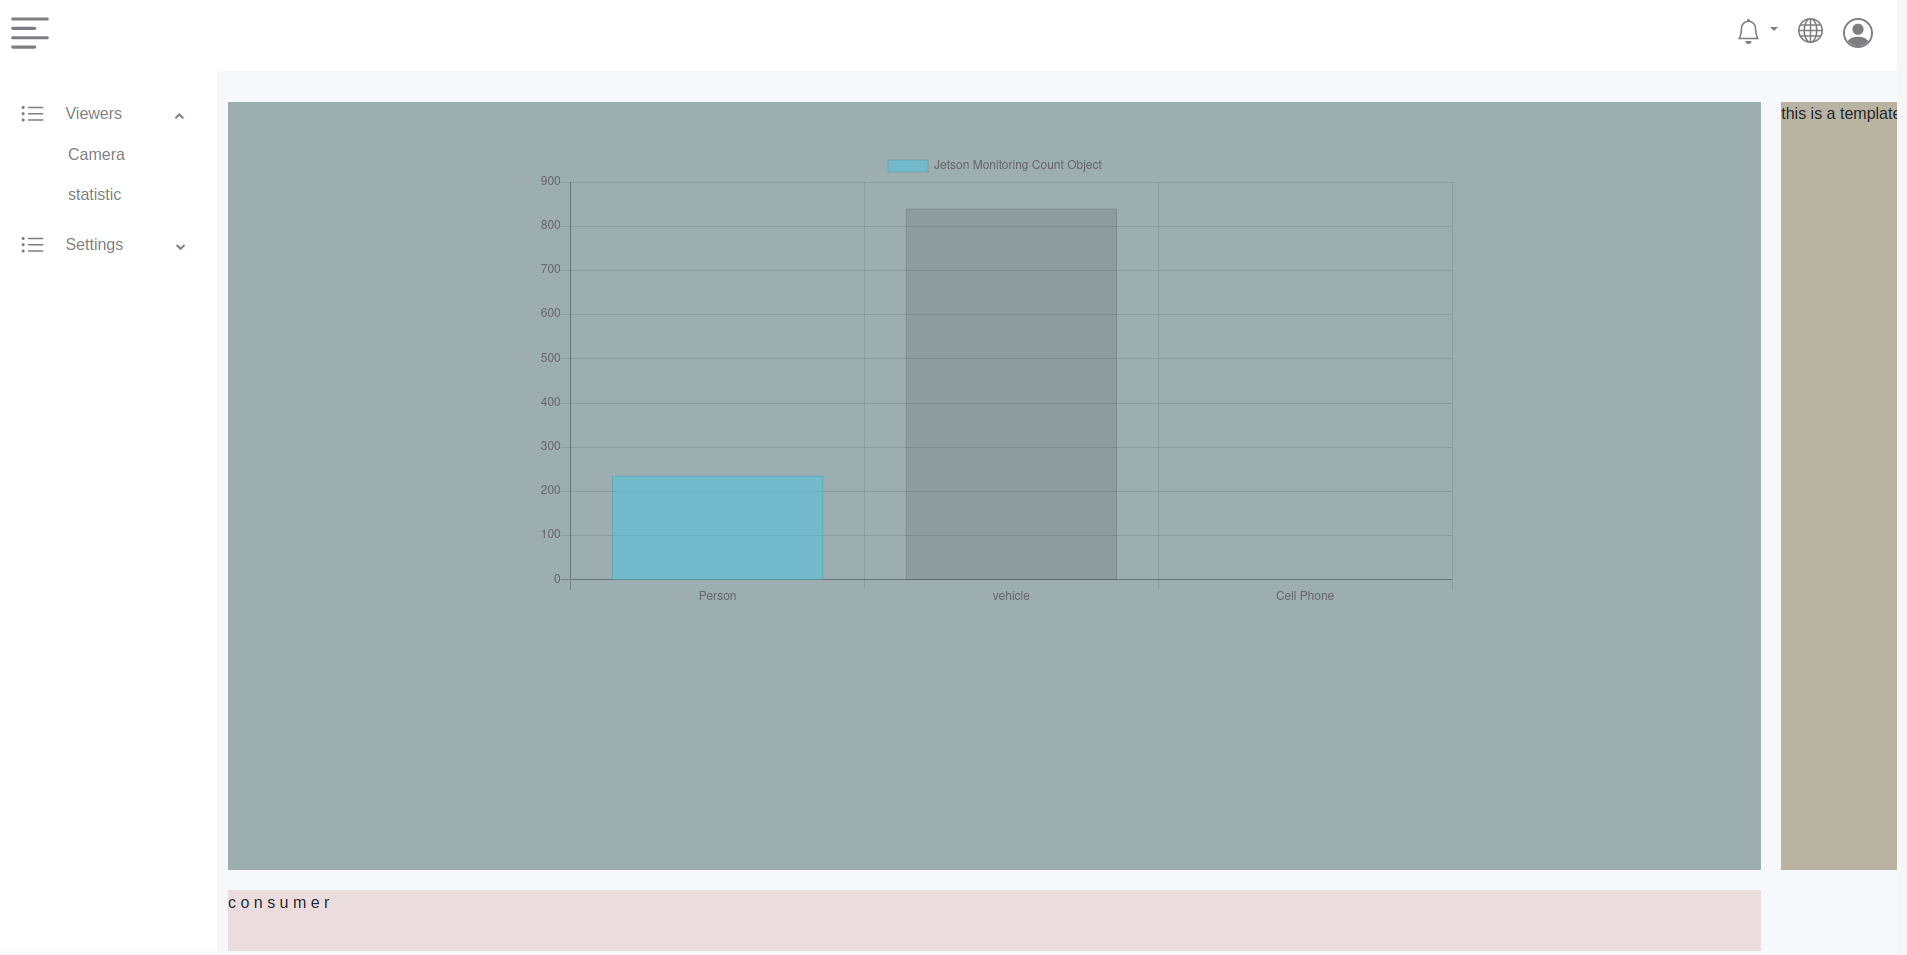 Viewers
Camera
statistic
Settings
this is a template
Jetson Monitoring Count Object
900
800
700
600
500
400
300
200
100
0
Person
vehicle
Cell Phone
consumer